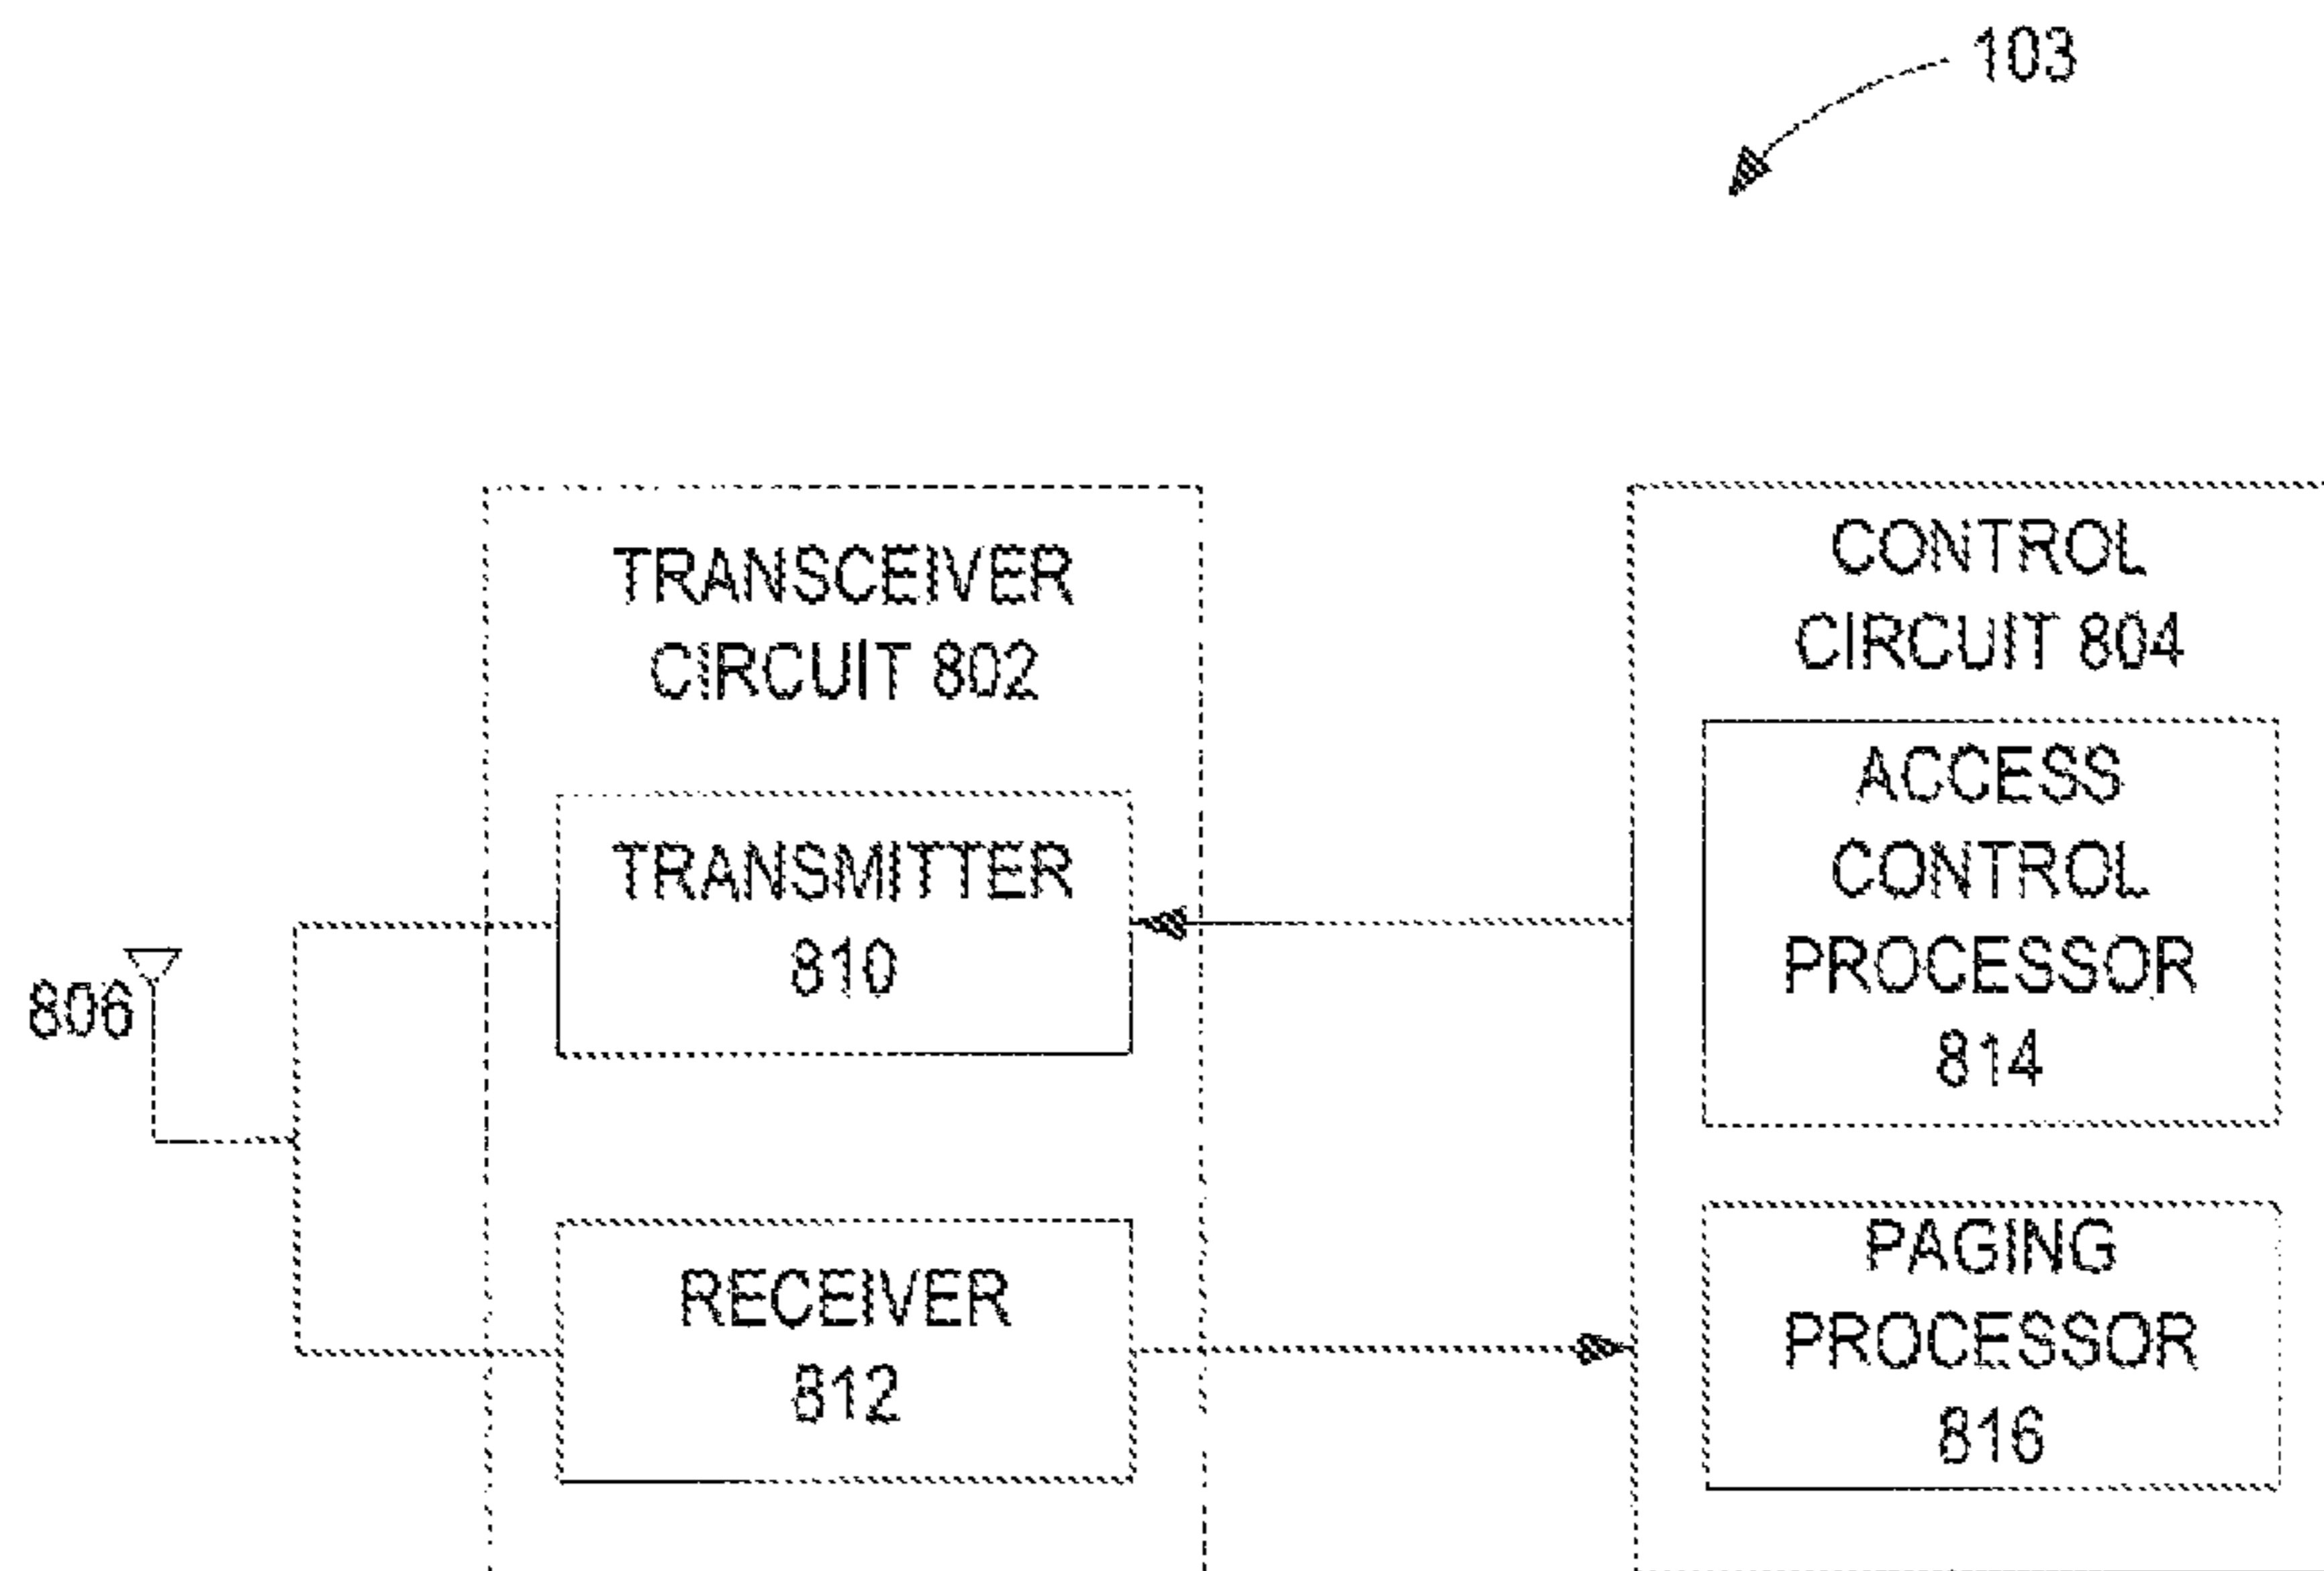 103
TRANSCEIVER
CIRCUIT 802
TRANSMITTER
810
806
RECEIVER
812
CONTROL
CIRCUIT 804
ACCESS
CONTROL
PROCESSOR
814
PAGING
PROCESSOR
816